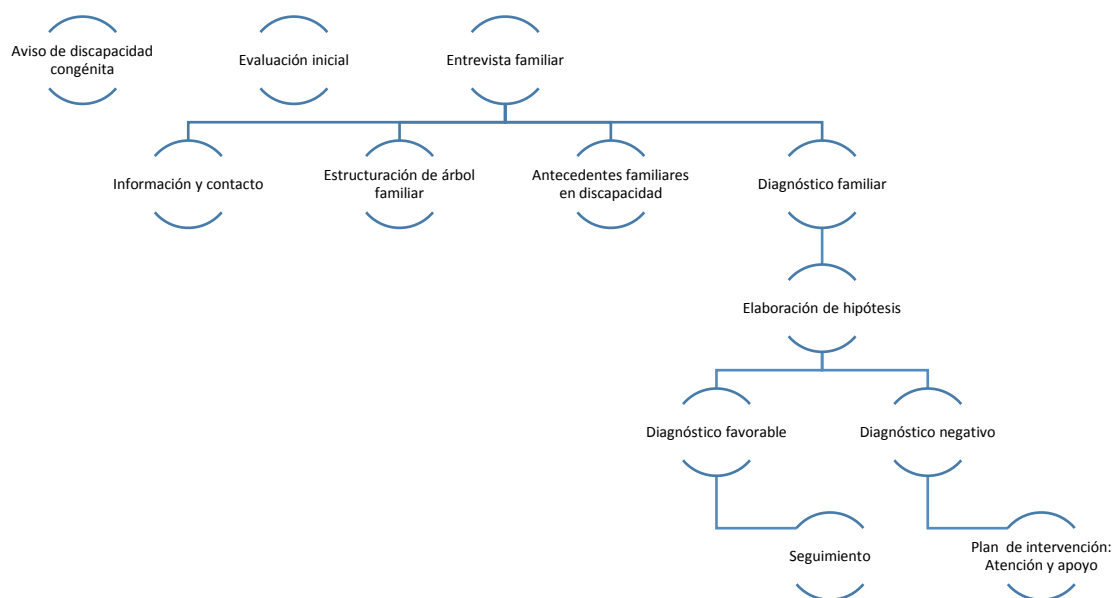 Aviso de discapacidad
congénita
Evaluación inicial
Entrevista familiar
Información y contacto
Estructuración de árbol
familiar
Antecedentes familiares
en discapacidad
Diagnóstico familiar
Elaboración de hipótesis
Diagnóstico favorable
Diagnóstico negativo
Seguimiento
Plan de intervención:
Atención y apoyo